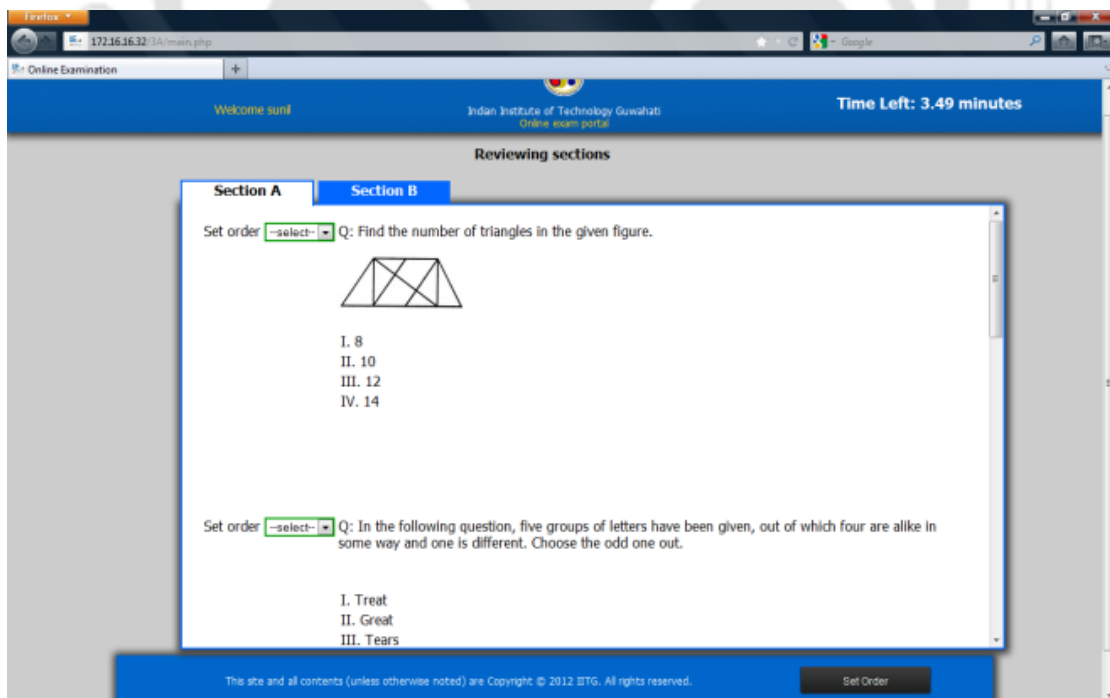 Firefox
172.16.16.32/3A/main.php
Google
Online Examination
+
Welcome sunil
Indian Institute of Technology Guwahati
Online exam portal
Time Left: 3.49 minutes
Reviewing sections
Section A
Section B
Set order --select-- Q: Find the number of triangles in the given figure.
I. 8
II. 10
III. 12
IV. 14
Set order --select-- Q: In the following question, five groups of letters have been given, out of which four are alike in
some way and one is different. Choose the odd one out.
I. Treat
II. Great
III. Tears
This site and all contents (unless otherwise noted) are Copyright © 2012 IITG. All rights reserved.
Set Order